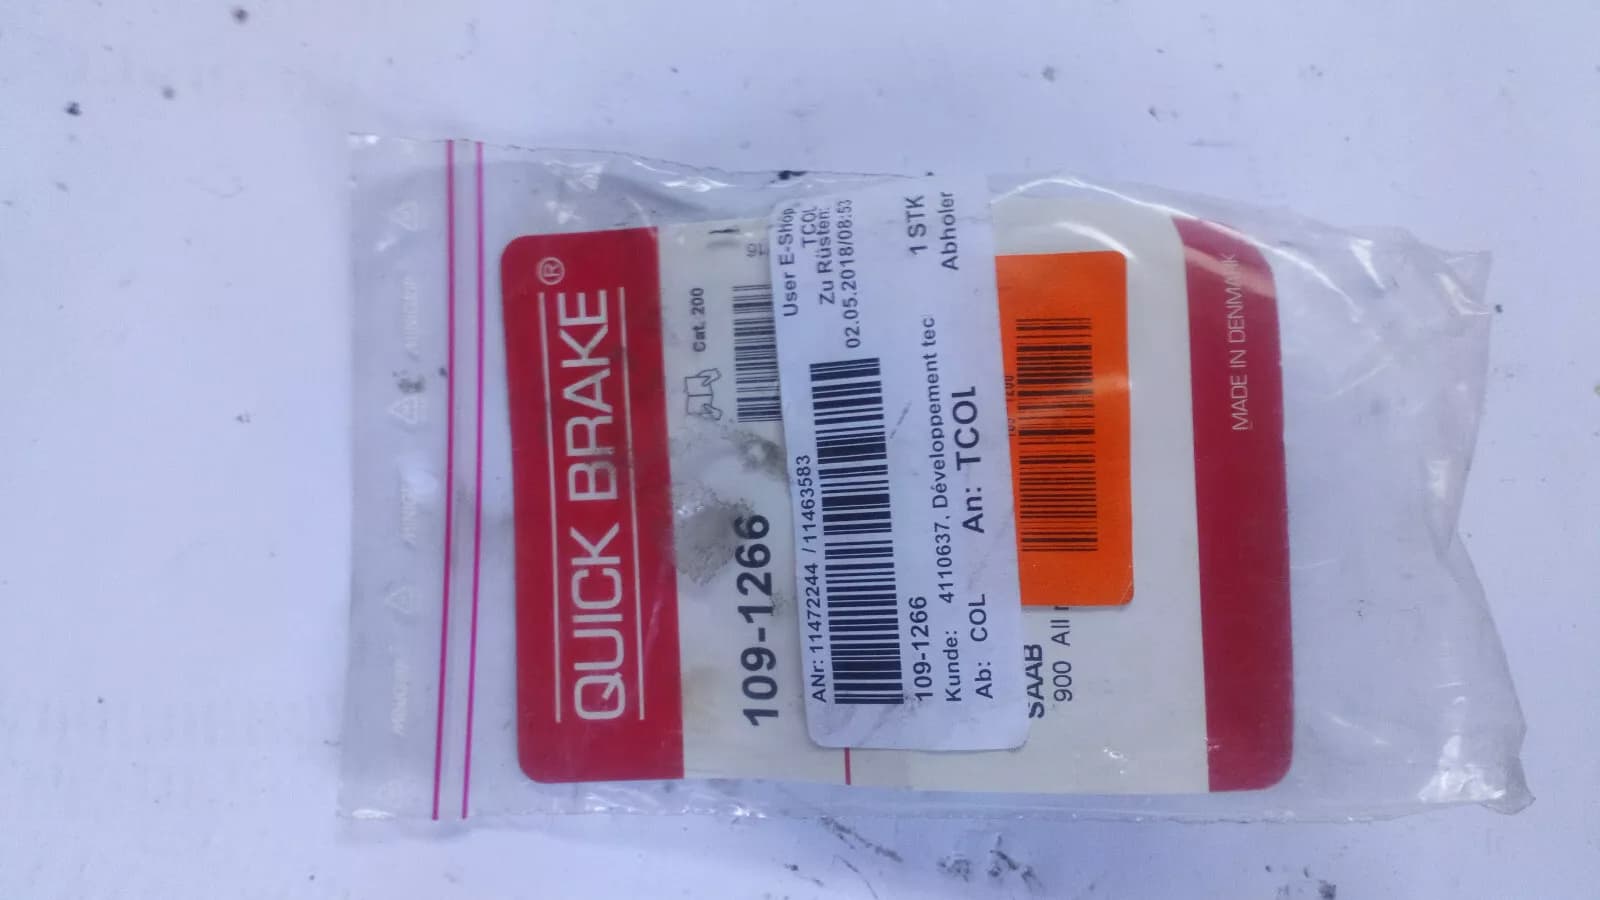 QUICK BRAKE®
Cat. 200
109-1266
User E-Shop
TCOL
Zu Rüsten:
02.05.2018/08:53
ANr: 11472244 / 11463583
109-1266 1 STK
Kunde: 4110637, Développement tec Abholer
Ab: COL An: TCOL
SAAB
900 All
MADE IN DENMARK